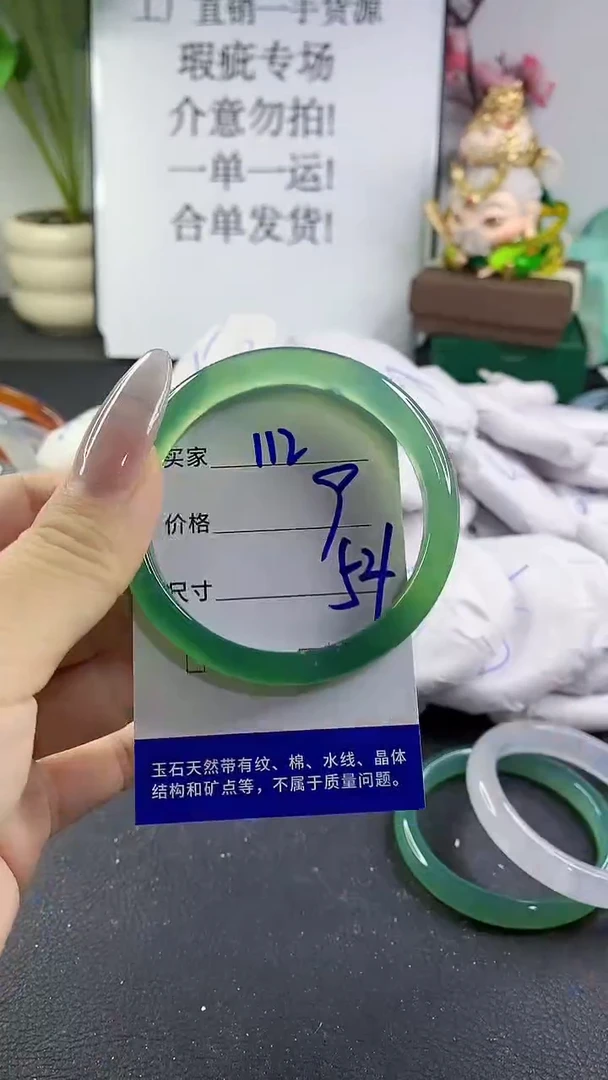 工厂直销一手货源
瑕疵专场
介意勿拍!
一单一运!
合单发货!
买家 112
价格
尺寸 54
玉石天然带有纹、棉、水线、晶体
结构和矿点等，不属于质量问题。